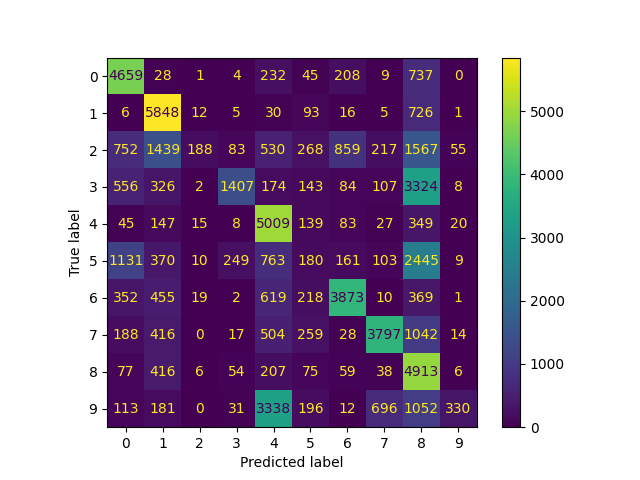 0 4659 28 1 4 232 45 208 9 737 0
1 6 5848 12 5 30 93 16 5 726 1
2 752 1439 188 83 530 268 859 217 1567 55
3 556 326 2 1407 174 143 84 107 3324 8
4 45 147 15 8 5009 139 83 27 349 20
5 1131 370 10 249 763 180 161 103 2445 9
6 352 455 19 2 619 218 3873 10 369 1
7 188 416 0 17 504 259 28 3797 1042 14
8 77 416 6 54 207 75 59 38 4913 6
9 113 181 0 31 3338 196 12 696 1052 330
0 1 2 3 4 5 6 7 8 9
Predicted label
True label
5000
4000
3000
2000
1000
0